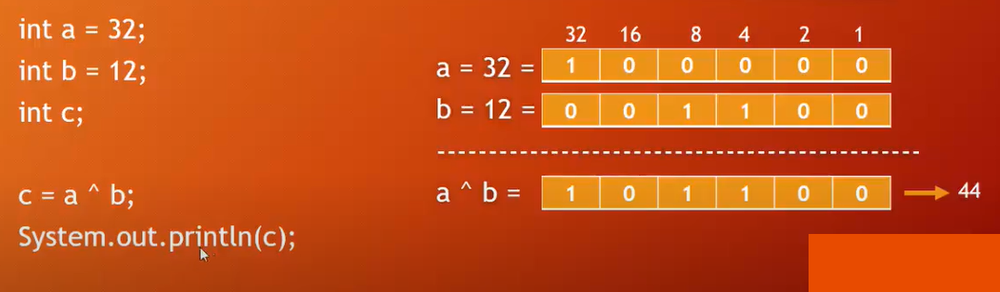 int a = 32;
int b = 12;
int c;
c = a ^ b;
System.out.println(c);
32 16 8 4 2 1
a = 32 = 1 0 0 0 0 0
b = 12 = 0 0 1 1 0 0
a ^ b = 1 0 1 1 0 0 44